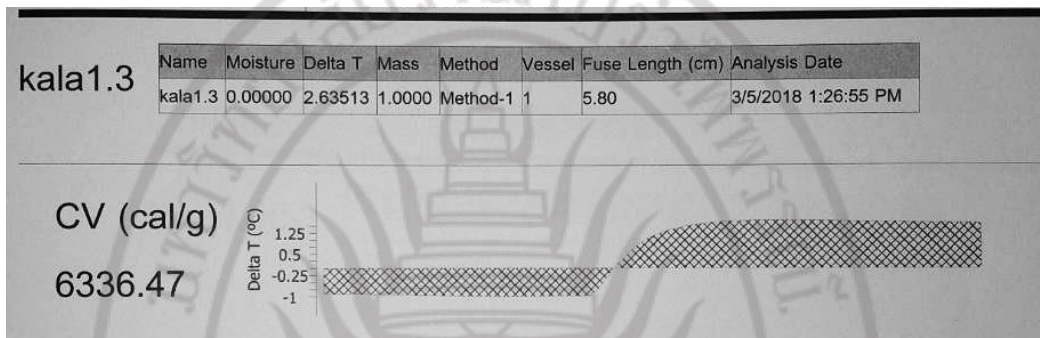 kala1.3
Name Moisture Delta T Mass Method Vessel Fuse Length (cm) Analysis Date
kala1.3 0.00000 2.63513 1.0000 Method-1 1 5.80 3/5/2018 1:26:55 PM
CV (cal/g)
6336.47
Delta T (ºC)
1.25
0.5
-0.25
-1